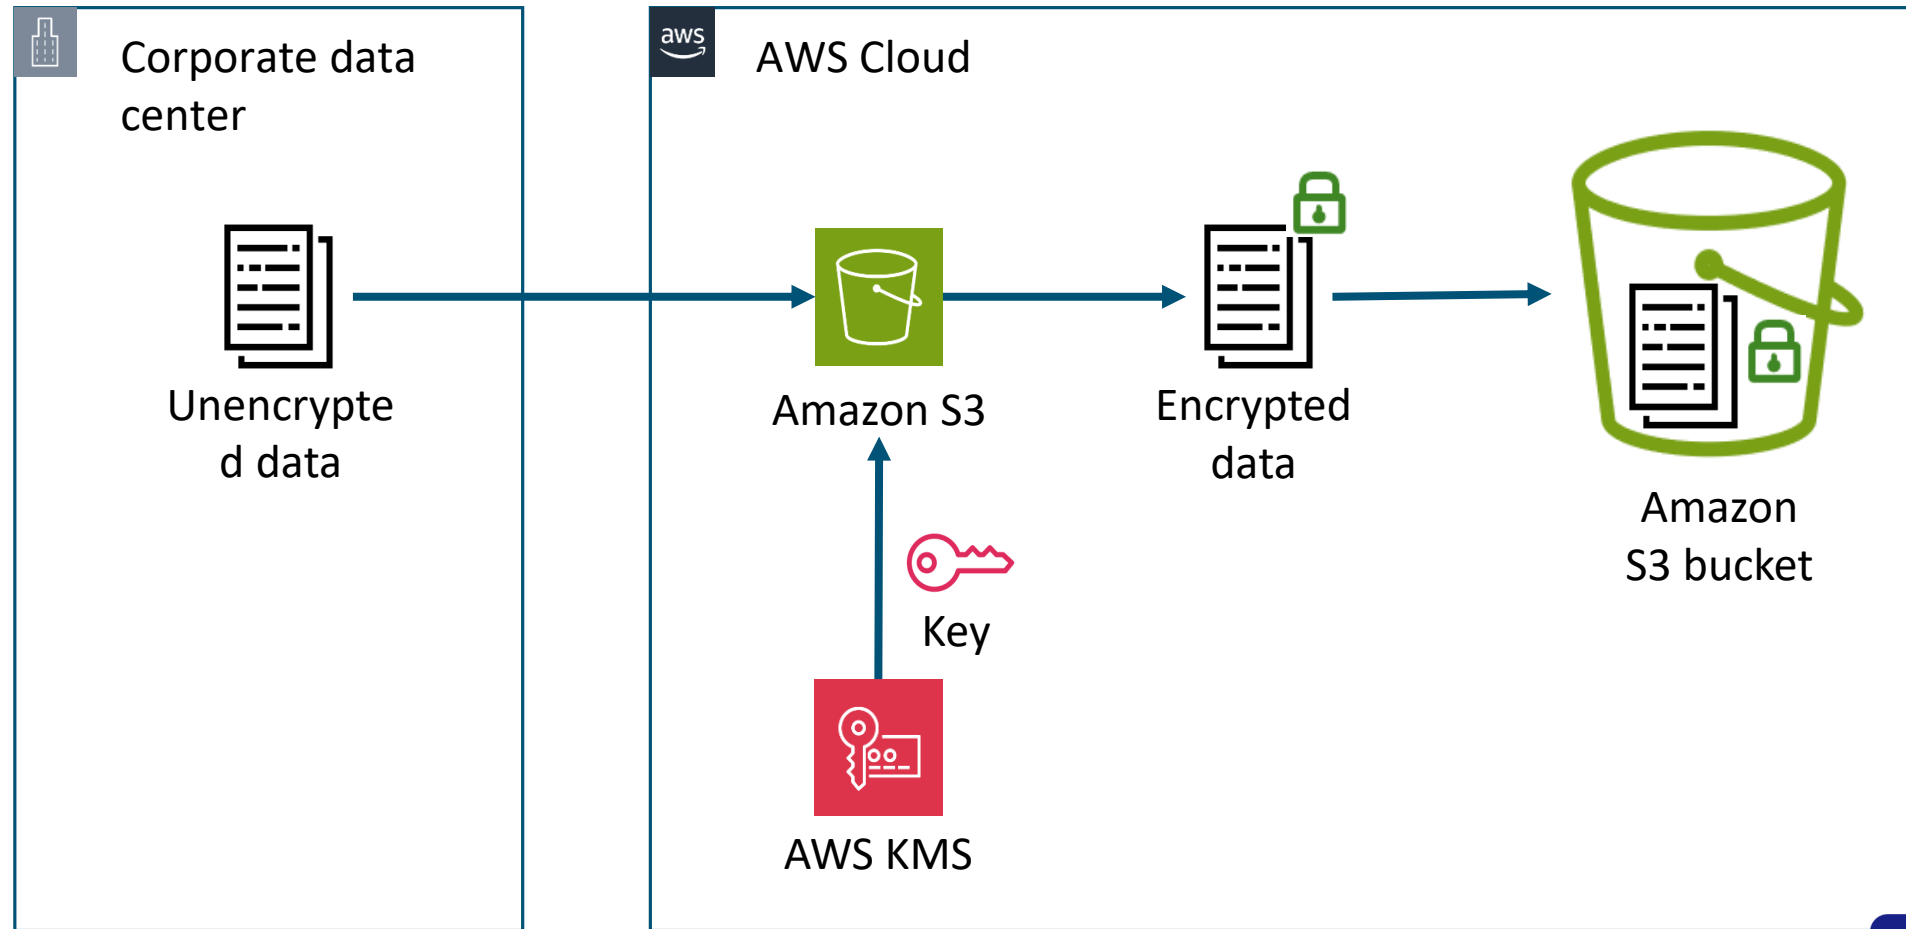 Corporate data
center
aws
AWS Cloud
Unencrypte
d data
Amazon S3
Encrypted
data
Amazon
S3 bucket
Key
AWS KMS